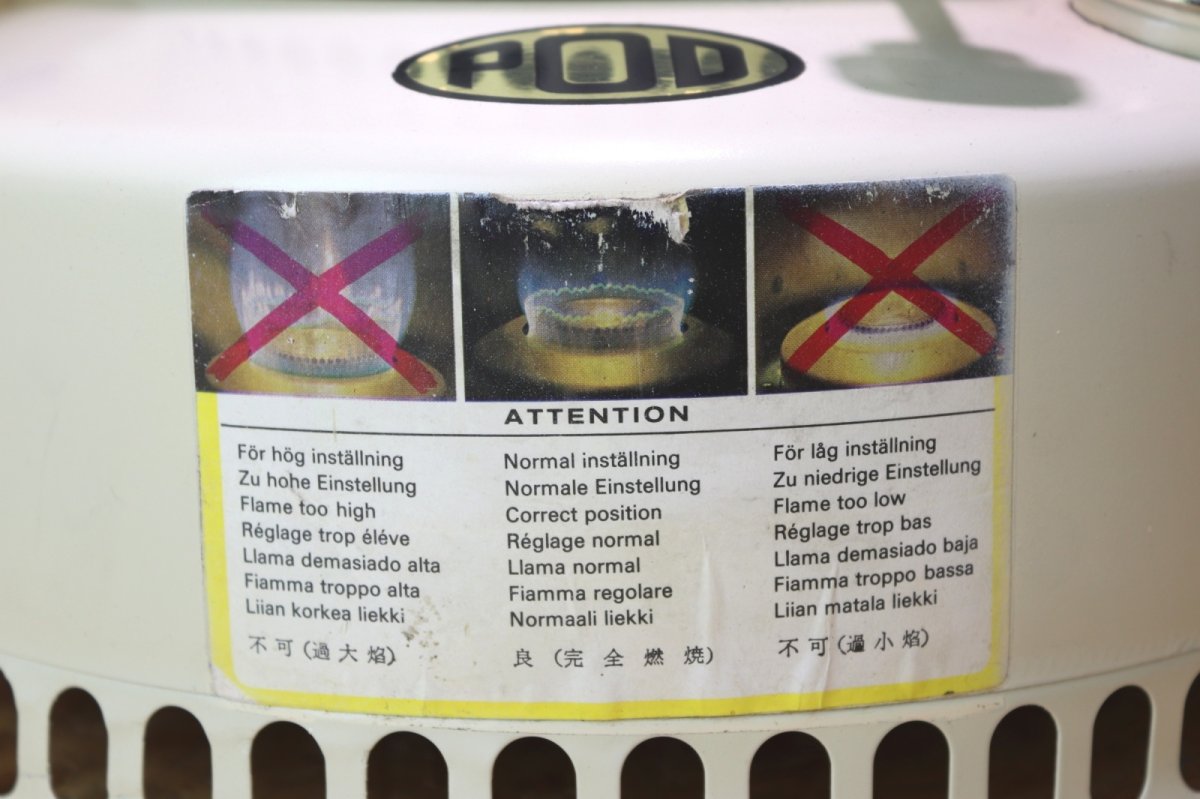 POD
ATTENTION
För hög inställning
Zu hohe Einstellung
Flame too high
Réglage trop éléve
Llama demasiado alta
Fiamma troppo alta
Liian korkea liekki
不可(過大焰)
Normal inställning
Normale Einstellung
Correct position
Réglage normal
Llama normal
Fiamma regolare
Normaali liekki
良(完全燃焼)
För låg inställning
Zu niedrige Einstellung
Flame too low
Réglage trop bas
Llama demasiado baja
Fiamma troppo bassa
Liian matala liekki
不可(過小焰)